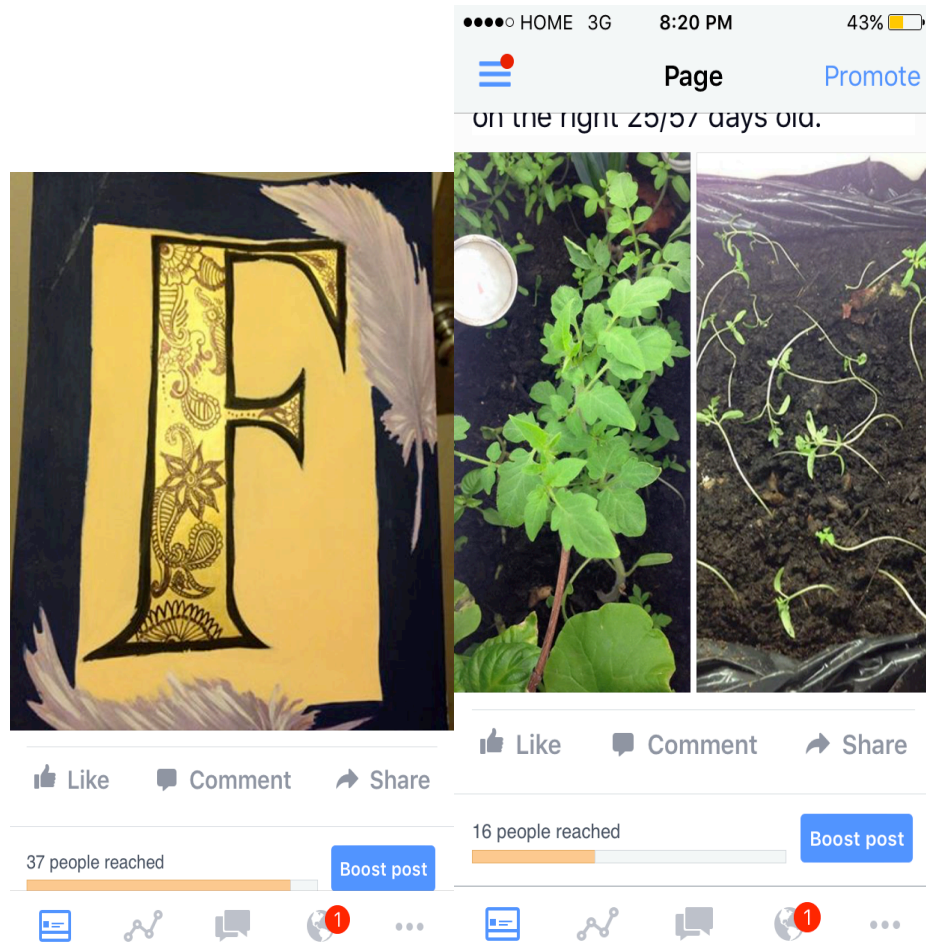 F
Like Comment Share
37 people reached
Boost post
1
HOME 3G 8:20 PM 43%
Page Promote
on the right 25/57 days old.
Like Comment Share
16 people reached
Boost post
1